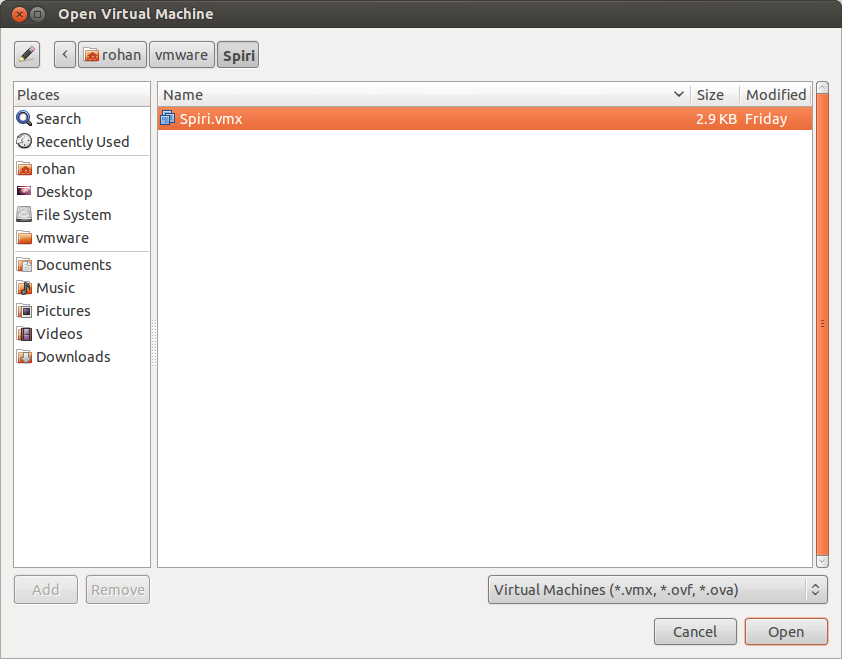 Open Virtual Machine
rohan vmware Spiri
Places
Search
Recently Used
rohan
Desktop
File System
vmware
Documents
Music
Pictures
Videos
Downloads
Name Size Modified
Spiri.vmx 2.9 KB Friday
Add Remove
Virtual Machines (*.vmx, *.ovf, *.ova)
Cancel Open